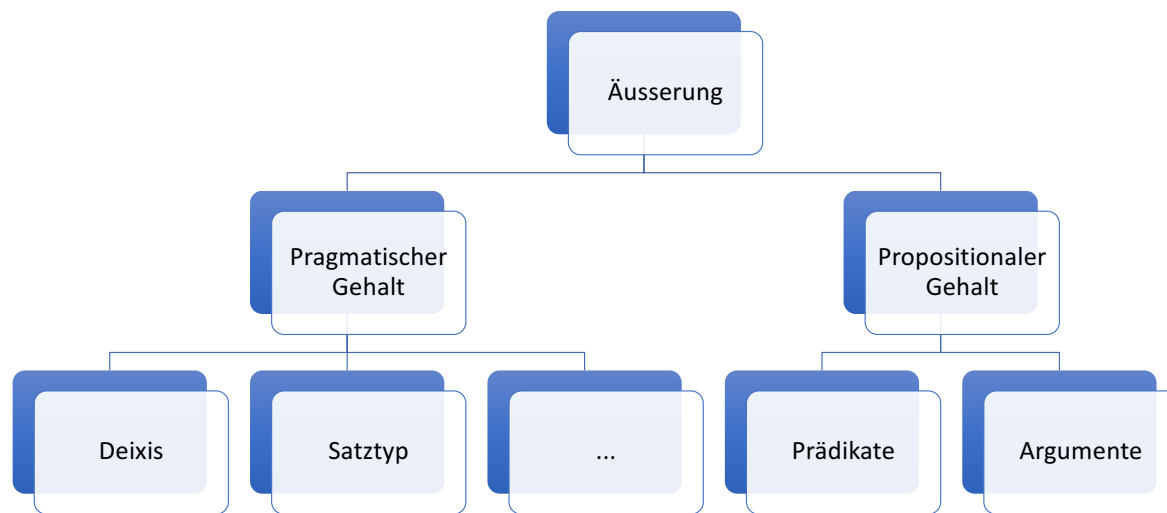 Äusserung
Pragmatischer
Gehalt
Propositionaler
Gehalt
Deixis
Satztyp
...
Prädikate
Argumente